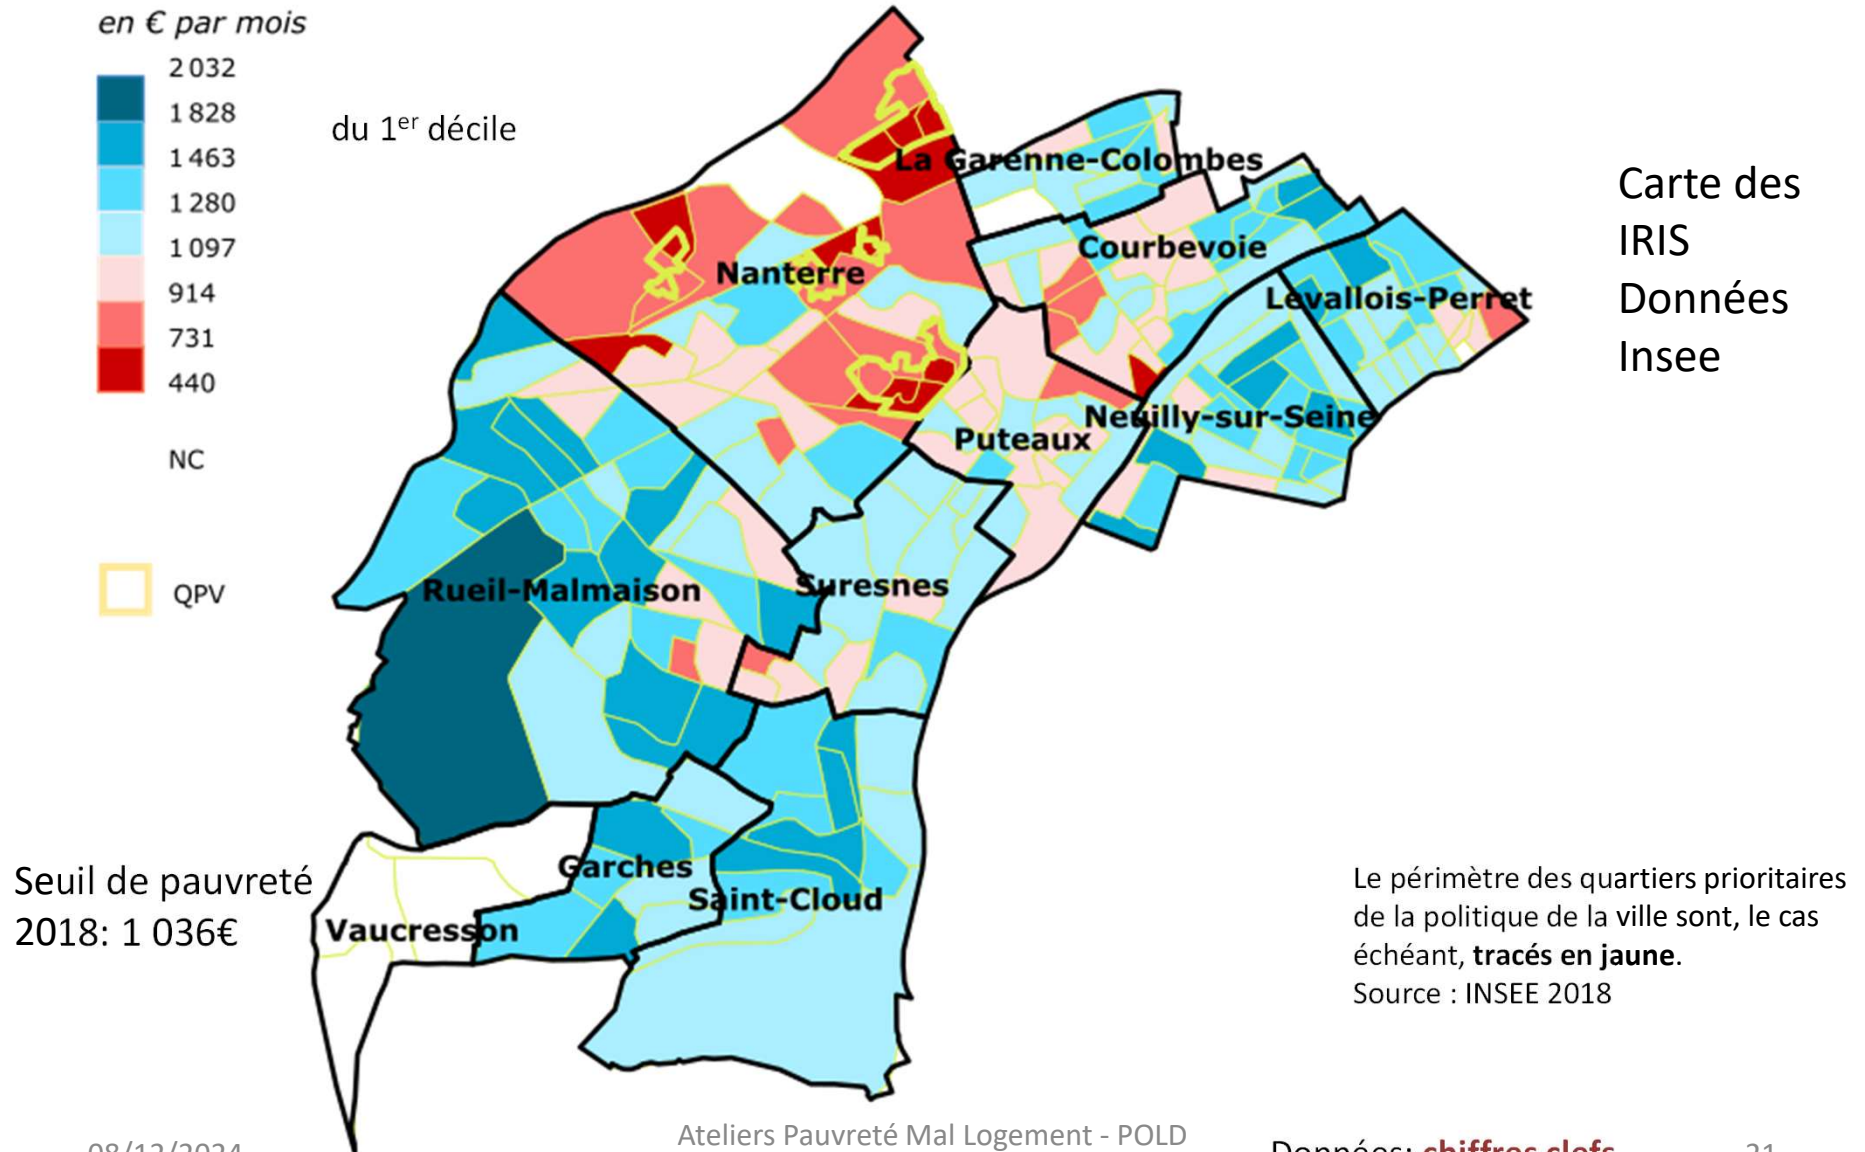 en € par mois
2 032
1 828
1 463
1 280
1 097
914
731
440
NC
QPV
du 1er décile
Carte des
IRIS
Données
Insee
La Garenne-Colombes
Courbevoie
Nanterre
Levallois-Perret
Neuilly-sur-Seine
Puteaux
Rueil-Malmaison
Suresnes
Garches
Saint-Cloud
Vaucresson
Seuil de pauvreté
2018: 1 036€
Le périmètre des quartiers prioritaires
de la politique de la ville sont, le cas
échéant, tracés en jaune.
Source : INSEE 2018
Ateliers Pauvreté Mal Logement - POLD
Données: chiffres clefs